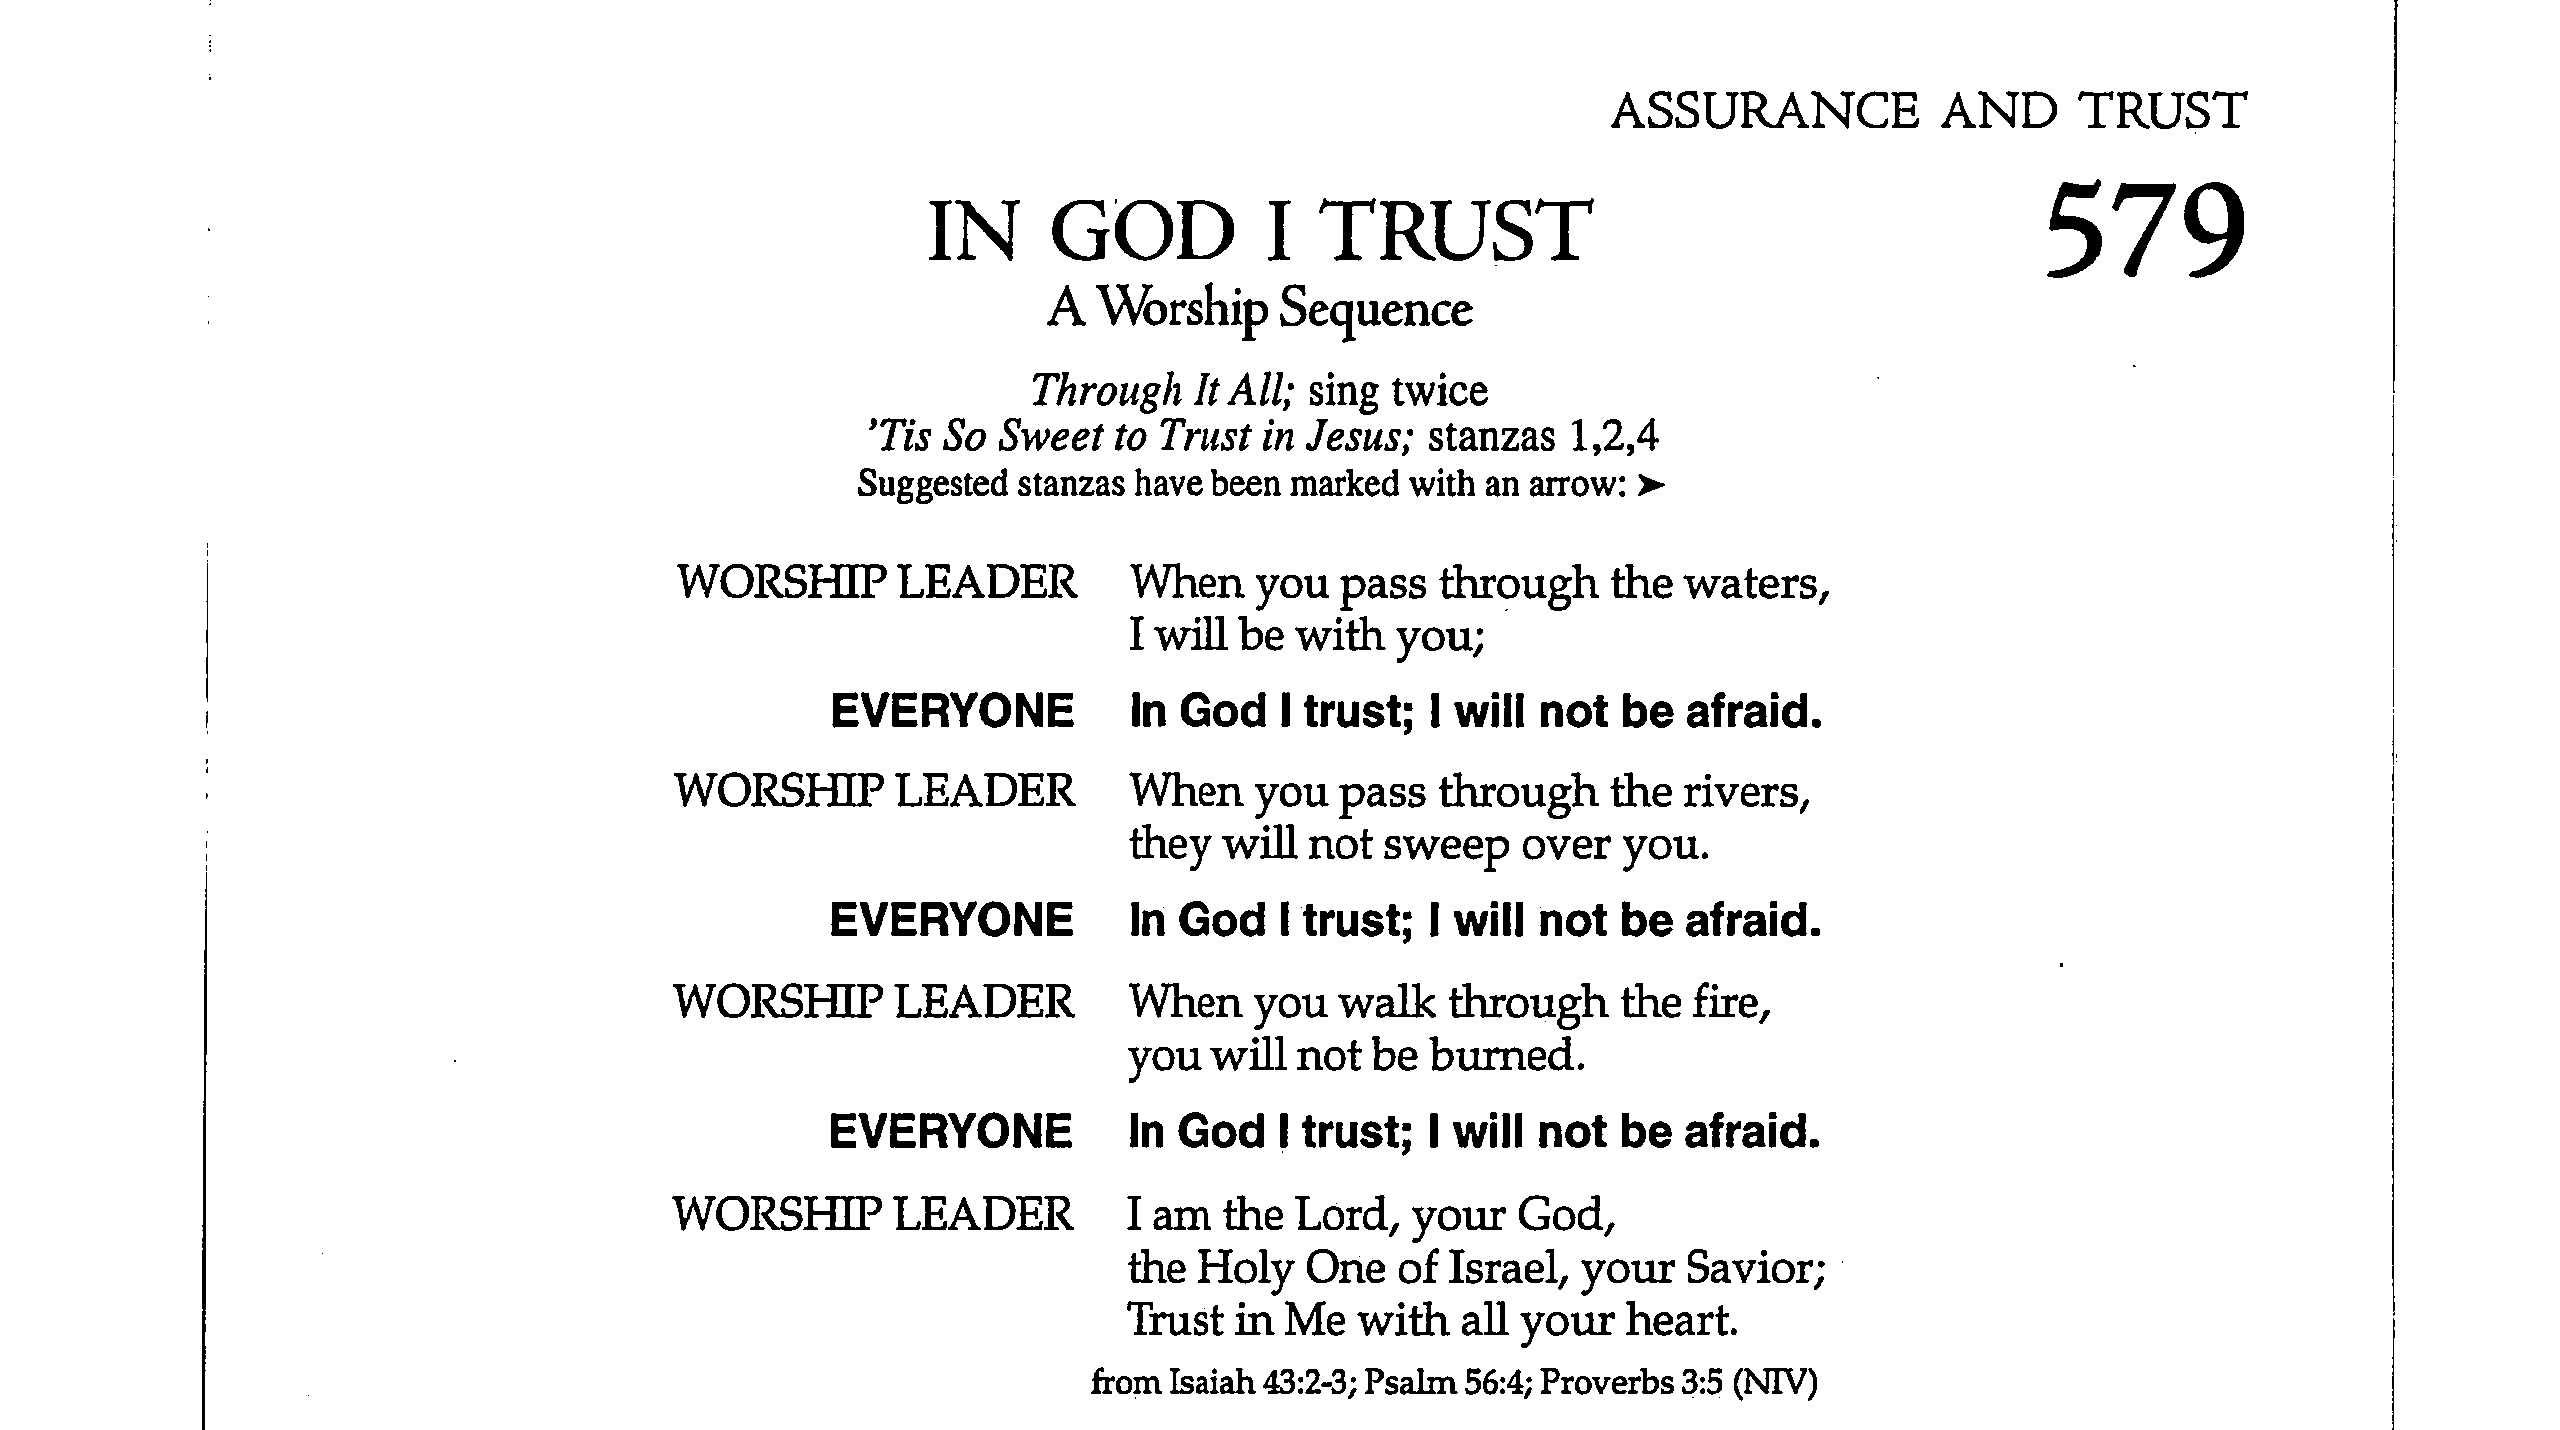 ASSURANCE AND TRUST
IN GOD I TRUST 579
A Worship Sequence
Through It All; sing twice
’Tis So Sweet to Trust in Jesus; stanzas 1,2,4
Suggested stanzas have been marked with an arrow: ➤
WORSHIP LEADER When you pass through the waters,
I will be with you;
EVERYONE In God I trust; I will not be afraid.
WORSHIP LEADER When you pass through the rivers,
they will not sweep over you.
EVERYONE In God I trust; I will not be afraid.
WORSHIP LEADER When you walk through the fire,
you will not be burned.
EVERYONE In God I trust; I will not be afraid.
WORSHIP LEADER I am the Lord, your God,
the Holy One of Israel, your Savior;
Trust in Me with all your heart.
from Isaiah 43:2-3; Psalm 56:4; Proverbs 3:5 (NIV)